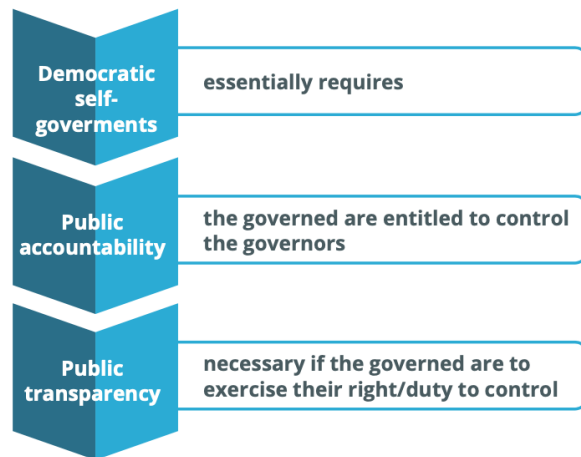 Democratic
self-
goverments
essentially requires
Public
accountability
the governed are entitled to control
the governors
Public
transparency
necessary if the governed are to
exercise their right/duty to control